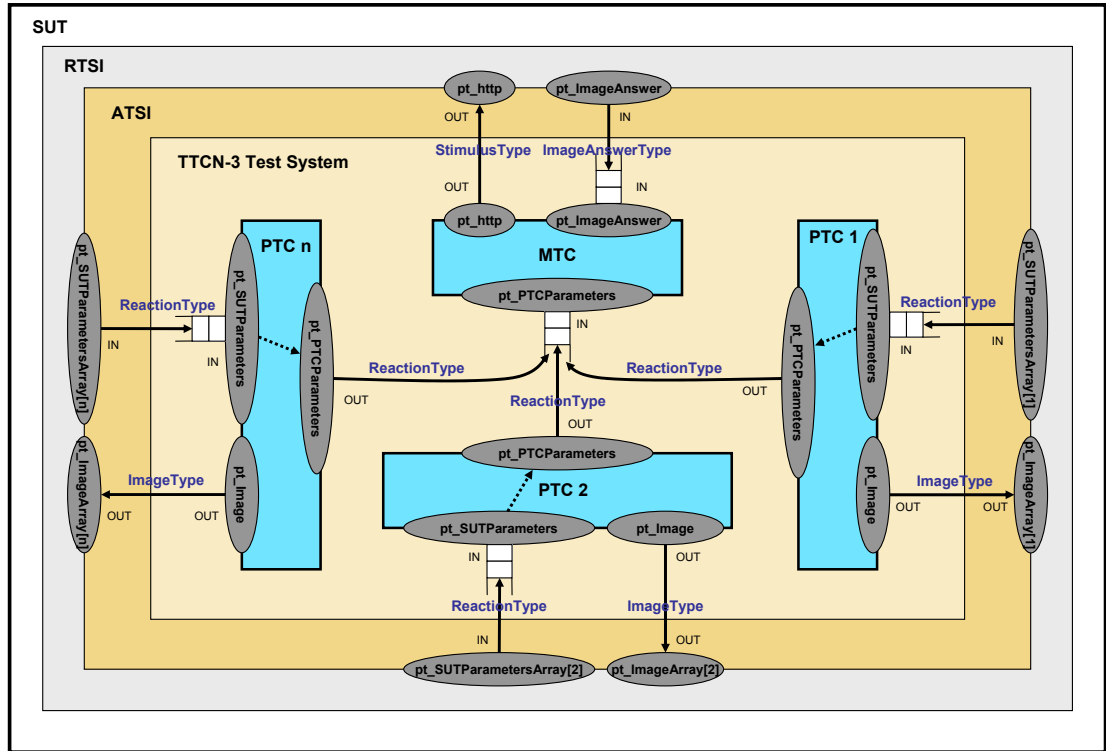 SUT
RTSI
ATSI
pt_http
pt_ImageAnswer
OUT
IN
StimulusType
ImageAnswerType
TTCN-3 Test System
OUT
IN
pt_http
pt_ImageAnswer
MTC
pt_PTCParameters
IN
PTC n
pt_SUTParametersArray[n]
ReactionType
IN
IN
pt_SUTParameters
pt_PTCParameters
ReactionType
OUT
pt_ImageArray[n]
ImageType
OUT
OUT
pt_Image
PTC 1
pt_SUTParameters
ReactionType
IN
IN
pt_SUTParametersArray[1]
pt_PTCParameters
ReactionType
OUT
pt_Image
ImageType
OUT
OUT
pt_ImageArray[1]
ReactionType
OUT
pt_PTCParameters
PTC 2
pt_SUTParameters
pt_Image
IN
OUT
ReactionType
ImageType
IN
OUT
pt_SUTParametersArray[2]
pt_ImageArray[2]